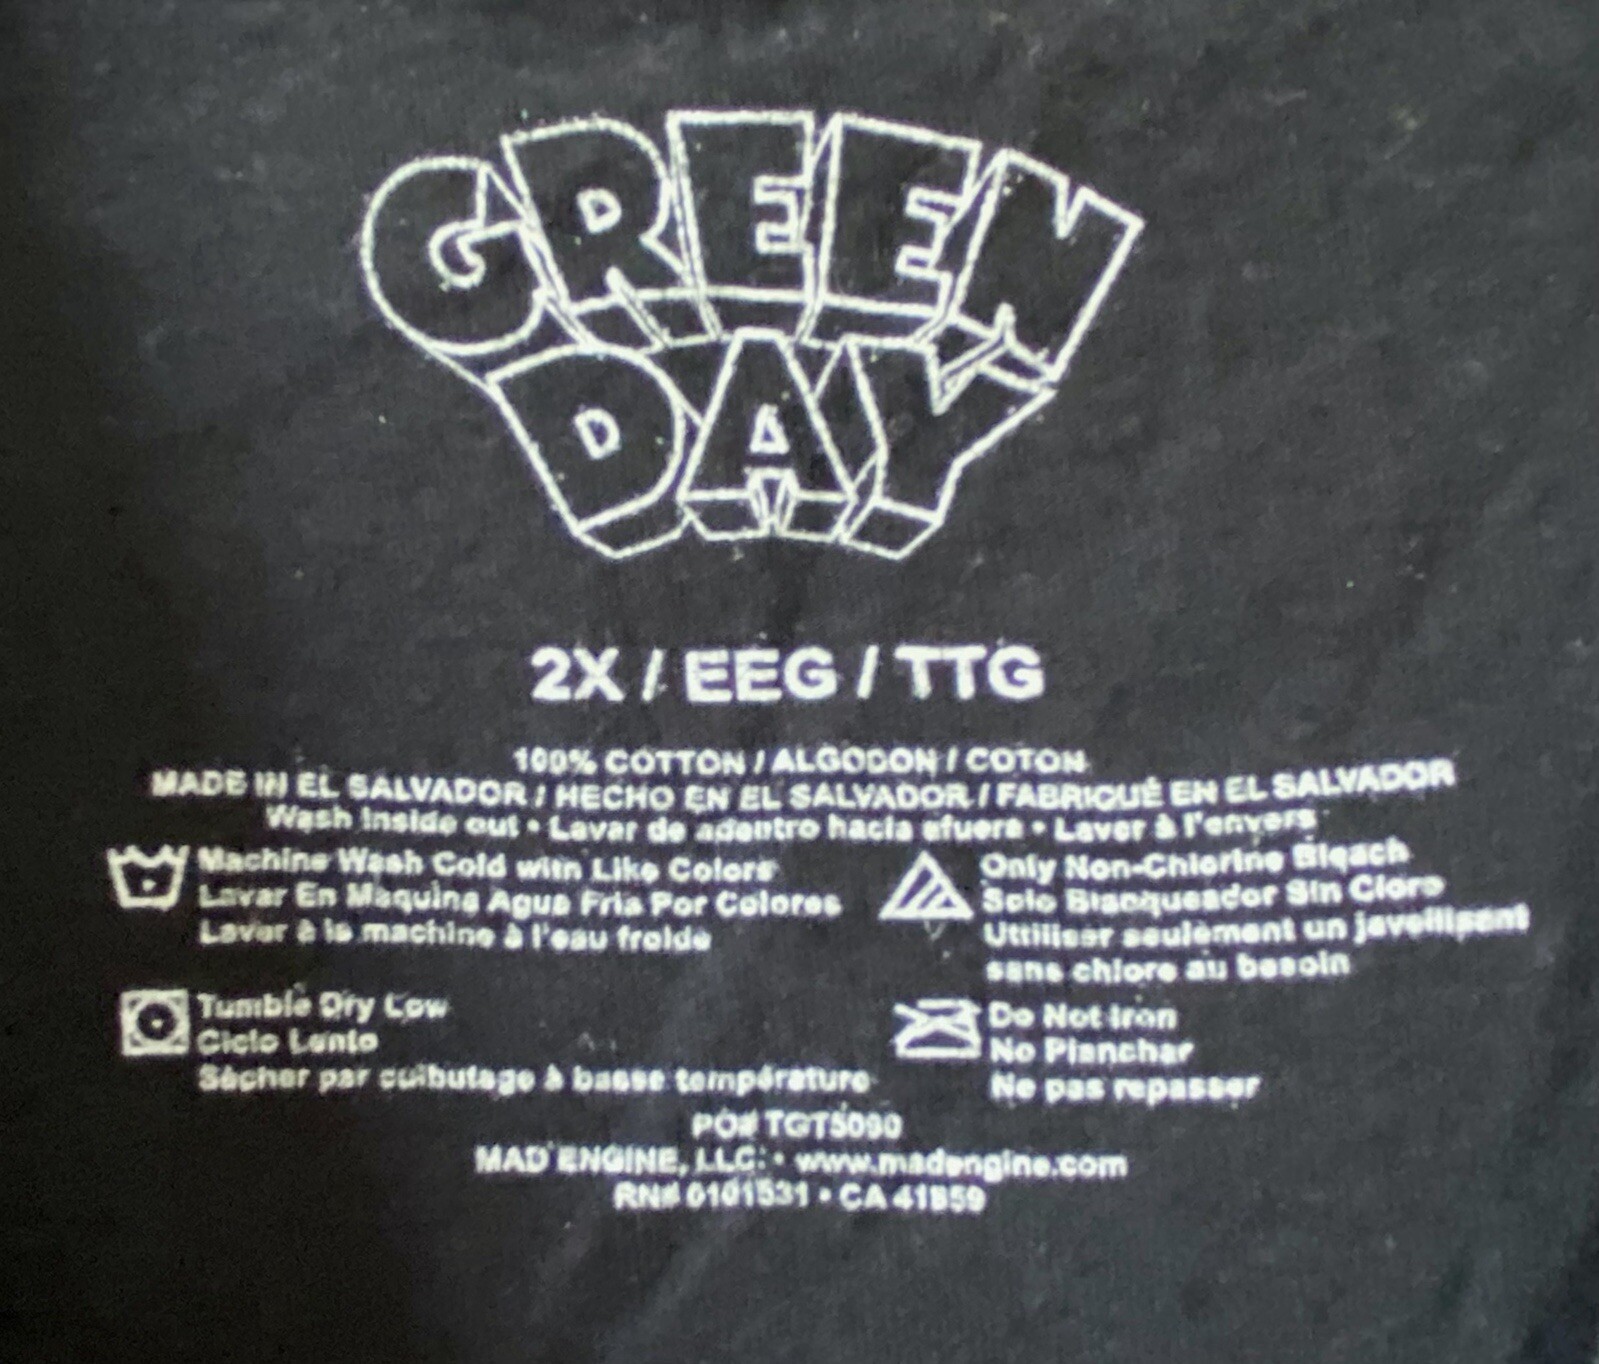 GREEN
DAY
2X / EEG / TTG
100% COTTON / ALGODON / COTON
MADE IN EL SALVADOR / HECHO EN EL SALVADOR / FABRIQUÉ EN EL SALVADOR
Wash inside out • Lavar de adentro hacia afuera • Laver à l'envers
Machine Wash Cold with Like Colors
Lavar En Maquina Agua Fria Por Colores
Laver à la machine à l'eau froide
Only Non-Chlorine Bleach
Solo Blanqueador Sin Cloro
Utiliser seulement un javellisant
sans chlore au besoin
Tumble Dry Low
Ciclo Lento
Sécher par culbutage à basse température
Do Not Iron
No Planchar
Ne pas repasser
PO# TGT5090
MAD ENGINE, LLC. • www.madengine.com
RN# 0101531 • CA 41859